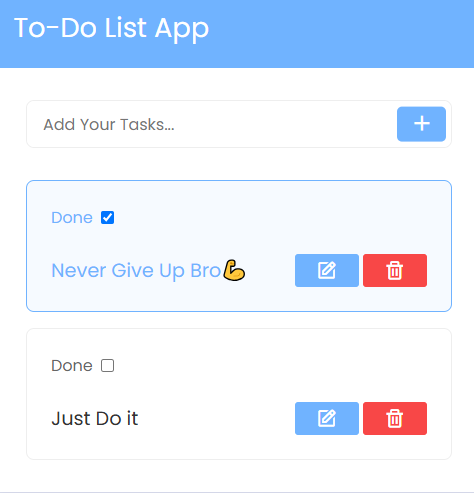 To-Do List App
Add Your Tasks...
Done
Never Give Up Bro💪
Done
Just Do it